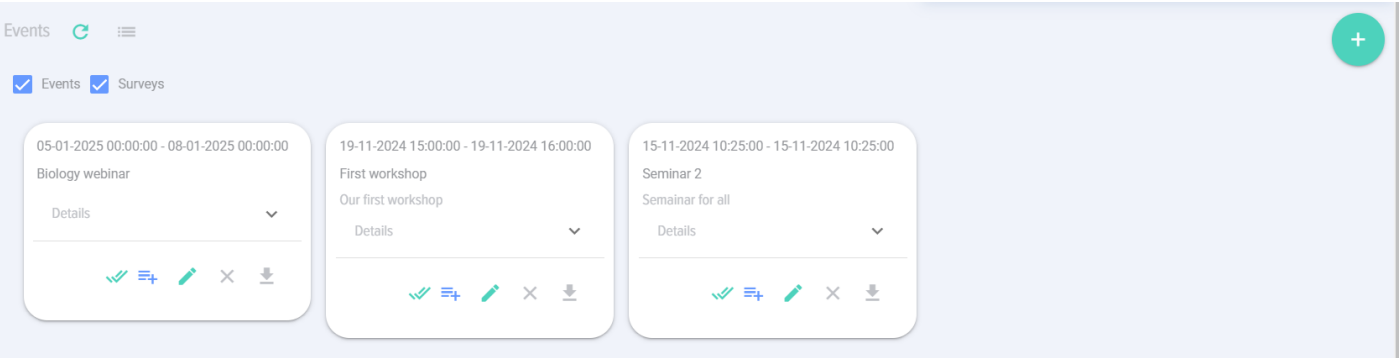 Events
Events Surveys
05-01-2025 00:00:00 - 08-01-2025 00:00:00
Biology webinar
Details
19-11-2024 15:00:00 - 19-11-2024 16:00:00
First workshop
Our first workshop
Details
15-11-2024 10:25:00 - 15-11-2024 10:25:00
Seminar 2
Semainar for all
Details